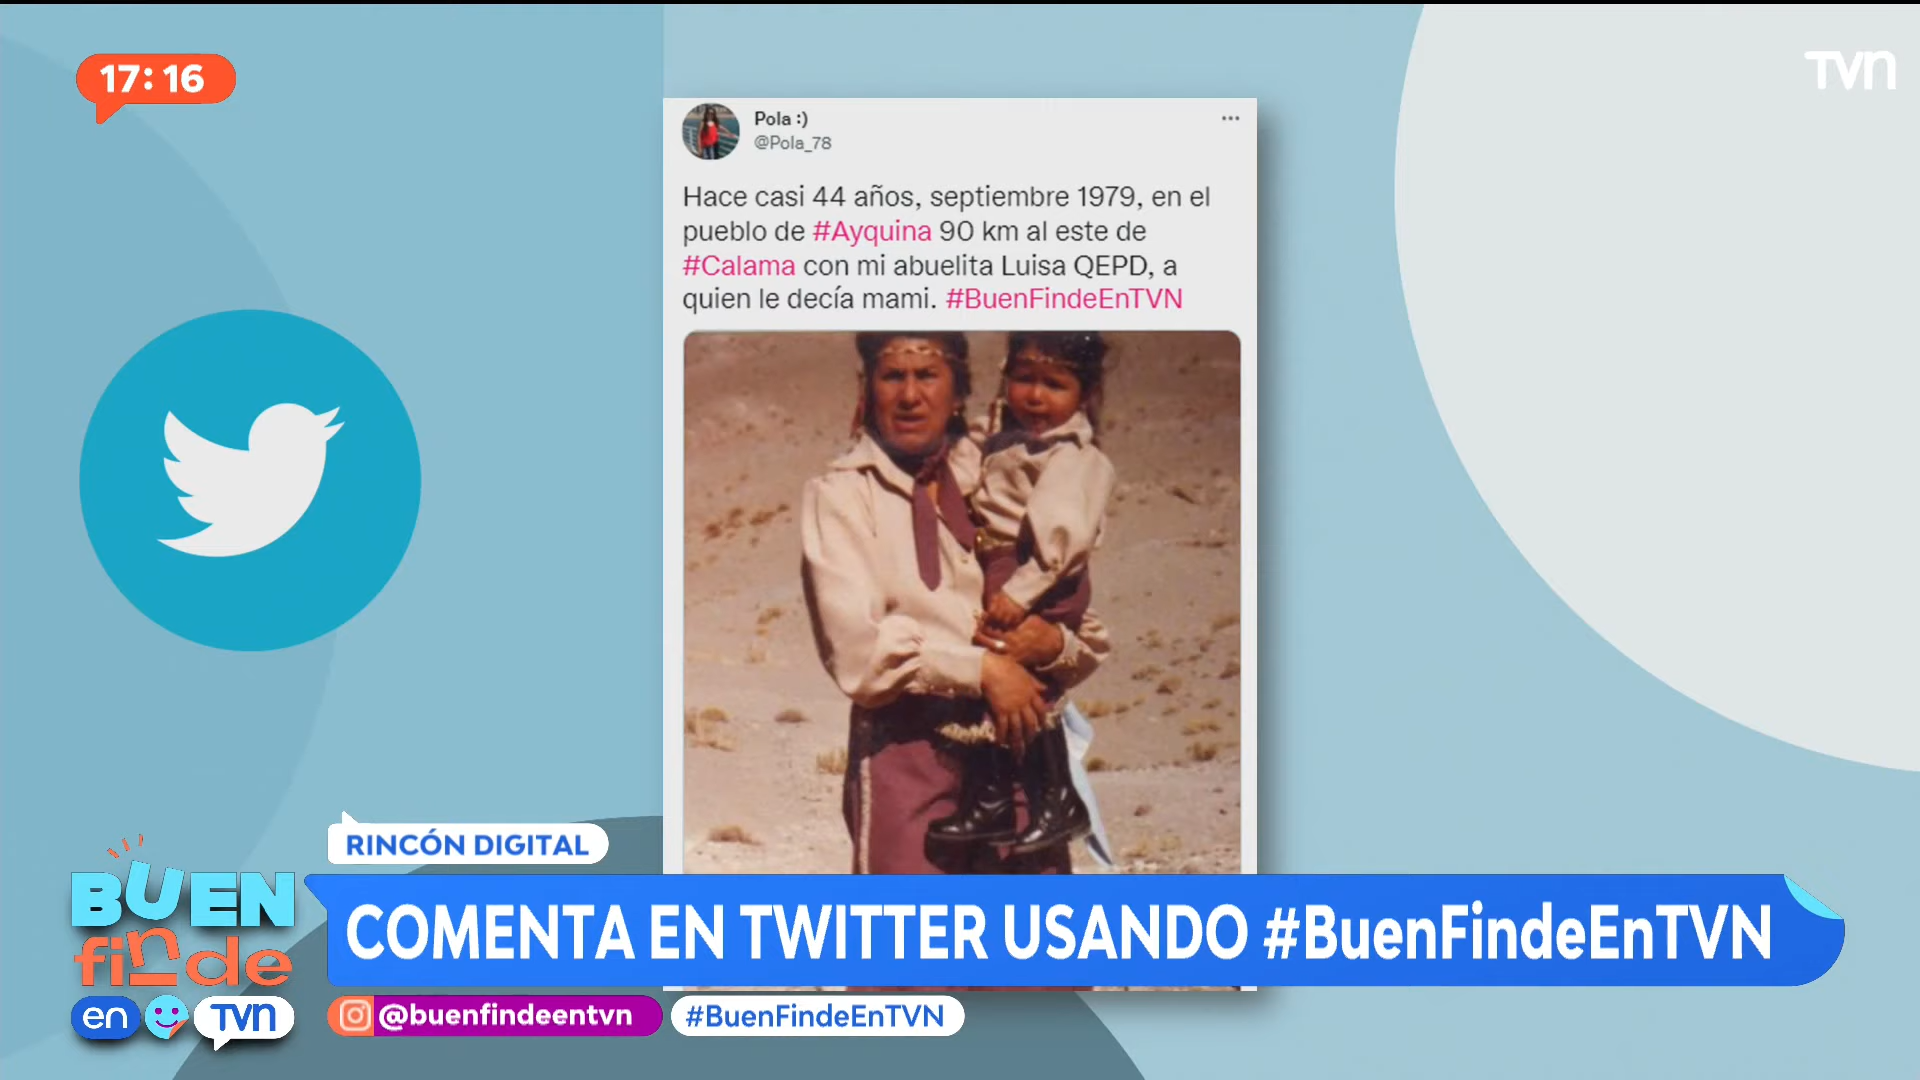 17:16
TVN
Pola :)
@Pola_78
Hace casi 44 años, septiembre 1979, en el
pueblo de #Ayquina 90 km al este de
#Calama con mi abuelita Luisa QEPD, a
quien le decía mami. #BuenFindeEnTVN
RINCÓN DIGITAL
BUEN
finde
en TVN
COMENTA EN TWITTER USANDO #BuenFindeEnTVN
@buenfindeentvn
#BuenFindeEnTVN